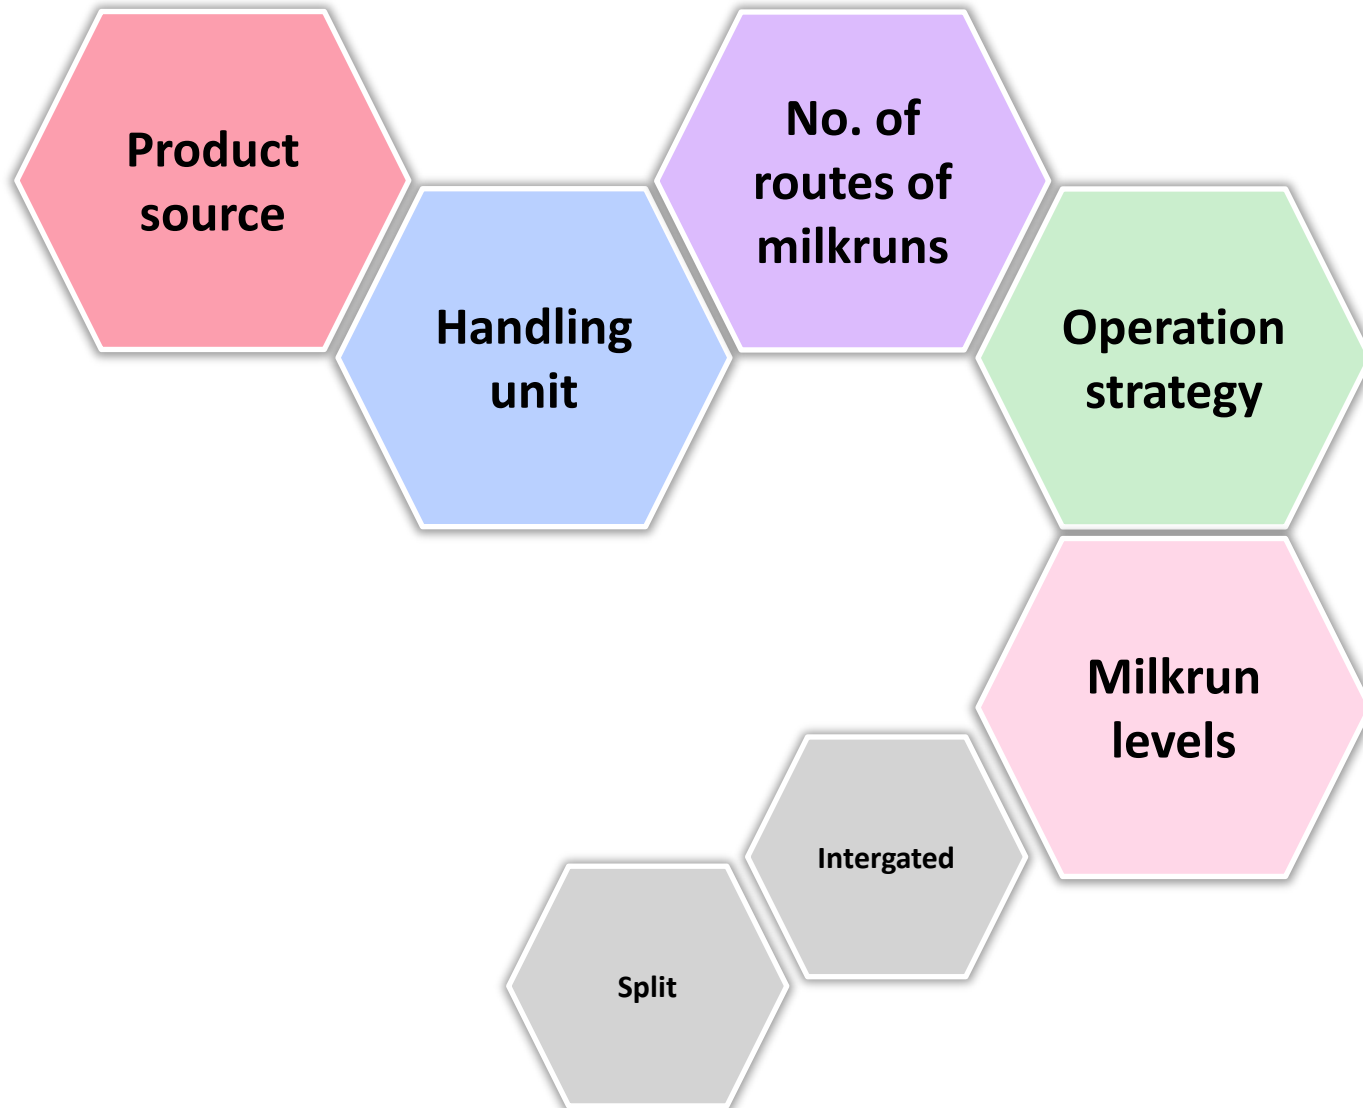 Product
source
Handling
unit
No. of
routes of
milkruns
Operation
strategy
Milkrun
levels
Intergated
Split